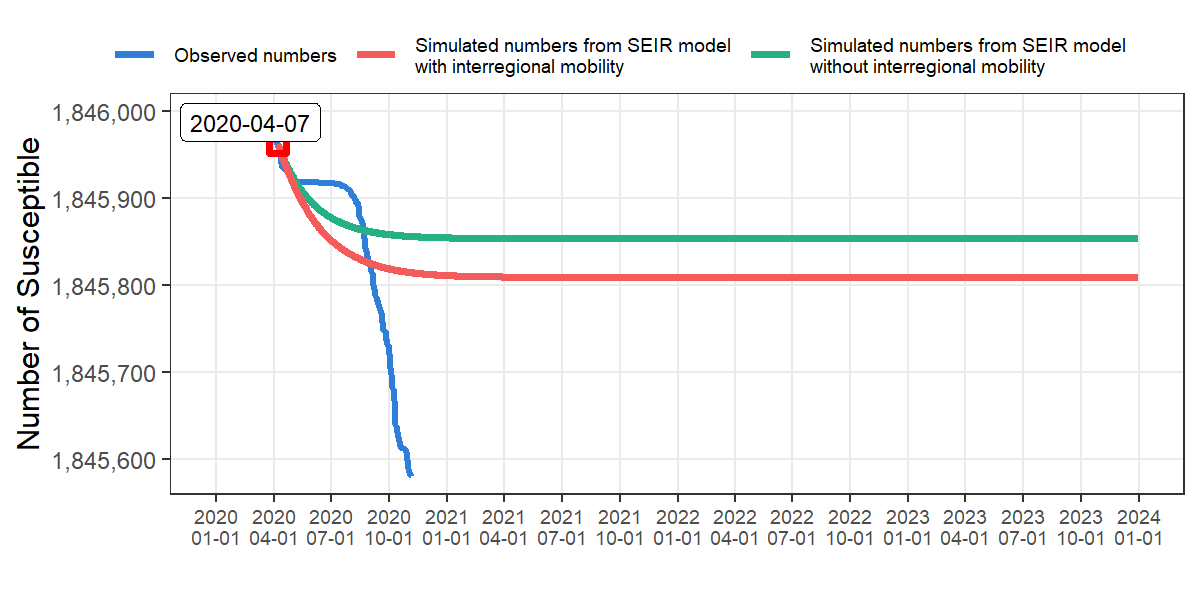 Observed numbers
Simulated numbers from SEIR model
with interregional mobility
Simulated numbers from SEIR model
without interregional mobility
Number of Susceptible
1,846,000
1,845,900
1,845,800
1,845,700
1,845,600
2020-04-07
2020 2020 2020 2020 2021 2021 2021 2021 2022 2022 2022 2022 2023 2023 2023 2023 2024
01-01 04-01 07-01 10-01 01-01 04-01 07-01 10-01 01-01 04-01 07-01 10-01 01-01 04-01 07-01 10-01 01-01